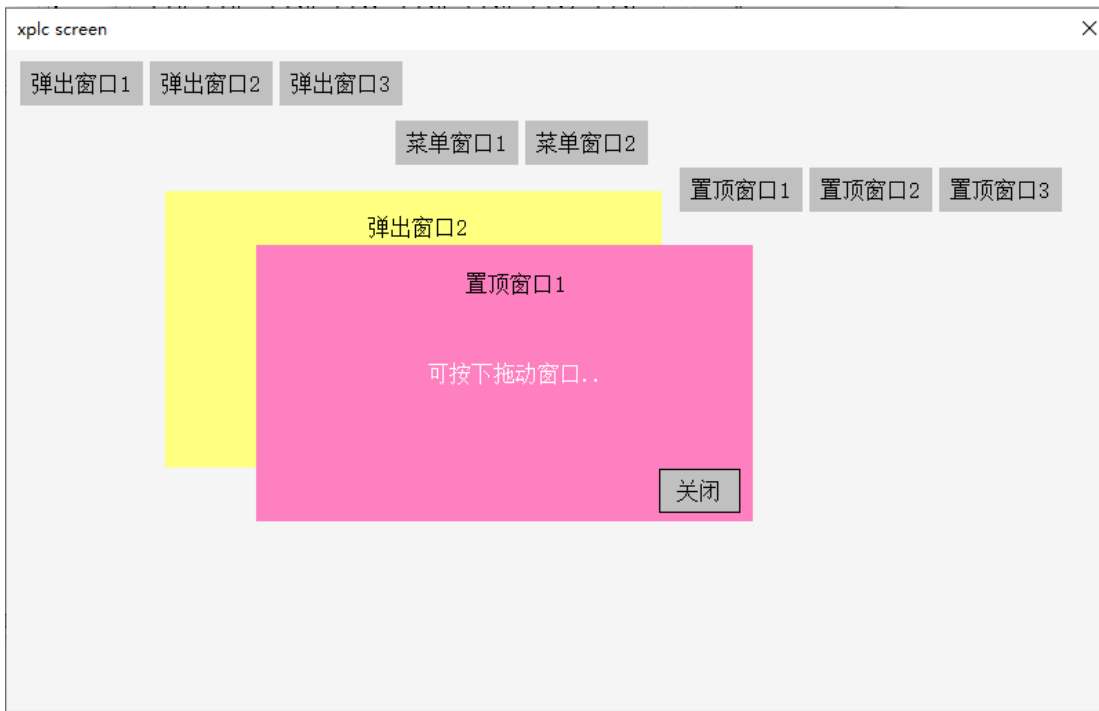 xplc screen
弹出窗口1 弹出窗口2 弹出窗口3
菜单窗口1 菜单窗口2
置顶窗口1 置顶窗口2 置顶窗口3
弹出窗口2
置顶窗口1
可按下拖动窗口..
关闭